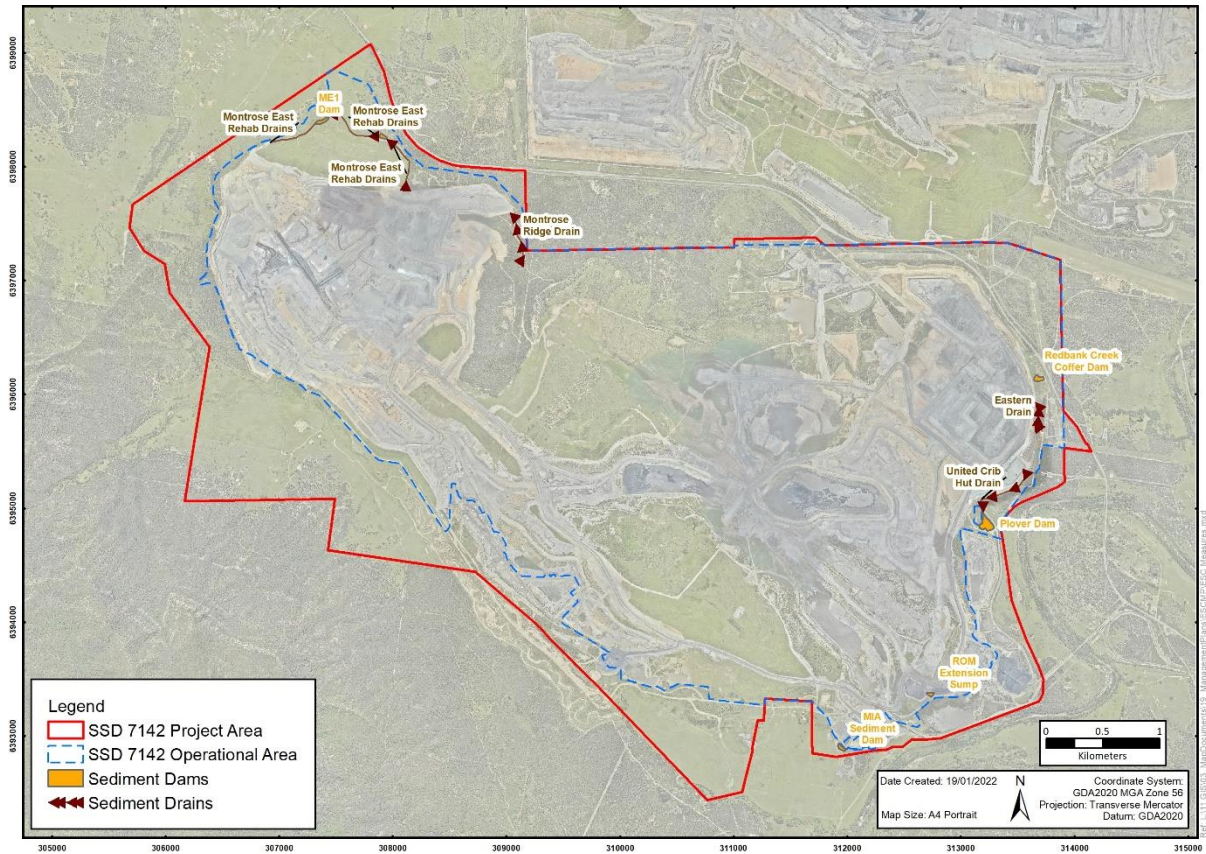 6399000
6398000
6397000
6396000
6395000
6394000
6393000
ME1
Dam
Montrose East
Rehab Drains
Montrose East
Rehab Drains
Montrose East
Rehab Drains
Montrose
Ridge Drain
Redbank Creek
Coffer Dam
Eastern
Drain
United Crib
Hut Drain
Plover Dam
ROM
Extension
Sump
MIA
Sediment
Dam
Legend
SSD 7142 Project Area
SSD 7142 Operational Area
Sediment Dams
Sediment Drains
0 0.5 1
Kilometers
Date Created: 19/01/2022
Map Size: A4 Portrait
N
Coordinate System:
GDA2020 MGA Zone 56
Projection: Transverse Mercator
Datum: GDA2020
305000 306000 307000 308000 309000 310000 311000 312000 313000 314000 315000